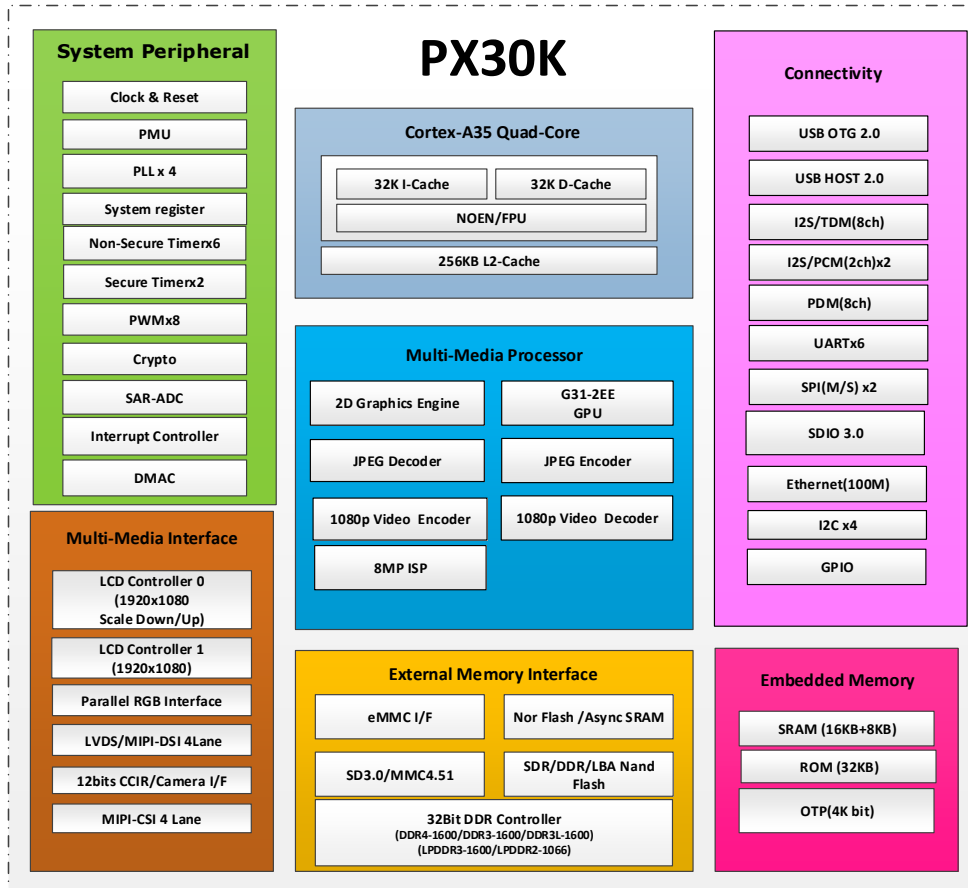 PX30K
System Peripheral
Clock & Reset
PMU
PLL x 4
System register
Non-Secure Timerx6
Secure Timerx2
PWMx8
Crypto
SAR-ADC
Interrupt Controller
DMAC
Multi-Media Interface
LCD Controller 0
(1920x1080
Scale Down/Up)
LCD Controller 1
(1920x1080)
Parallel RGB Interface
LVDS/MIPI-DSI 4Lane
12bits CCIR/Camera I/F
MIPI-CSI 4 Lane
Cortex-A35 Quad-Core
32K I-Cache
32K D-Cache
NOEN/FPU
256KB L2-Cache
Multi-Media Processor
2D Graphics Engine
G31-2EE
GPU
JPEG Decoder
JPEG Encoder
1080p Video Encoder
1080p Video Decoder
8MP ISP
External Memory Interface
eMMC I/F
Nor Flash /Async SRAM
SD3.0/MMC4.51
SDR/DDR/LBA Nand
Flash
32Bit DDR Controller
(DDR4-1600/DDR3-1600/DDR3L-1600)
(LPDDR3-1600/LPDDR2-1066)
Connectivity
USB OTG 2.0
USB HOST 2.0
I2S/TDM(8ch)
I2S/PCM(2ch)x2
PDM(8ch)
UARTx6
SPI(M/S) x2
SDIO 3.0
Ethernet(100M)
I2C x4
GPIO
Embedded Memory
SRAM (16KB+8KB)
ROM (32KB)
OTP(4K bit)